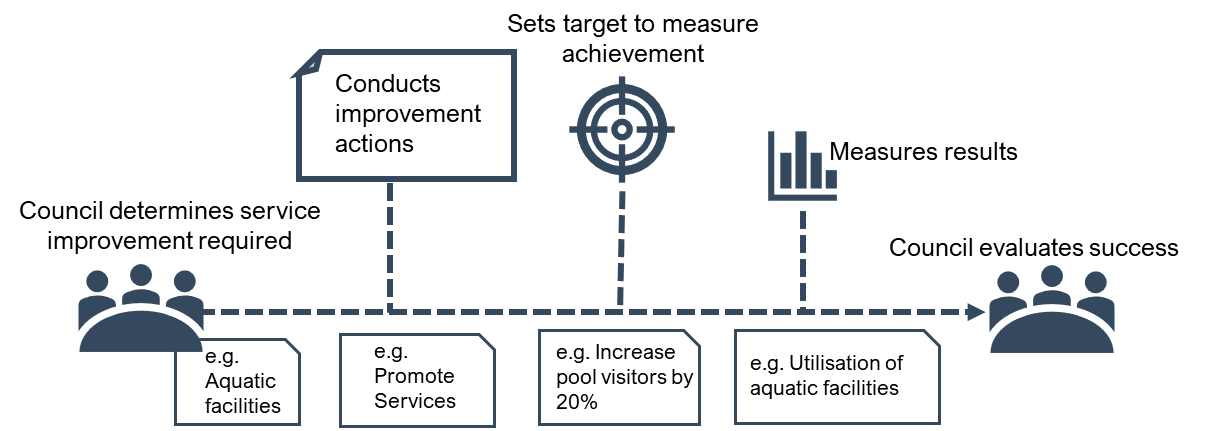 Sets target to measure
achievement
Conducts
improvement
actions
Measures results
Council determines service
improvement required
Council evaluates success
e.g.
Aquatic
facilities
e.g.
Promote
Services
e.g. Increase
pool visitors by
20%
e.g. Utilisation of
aquatic facilities